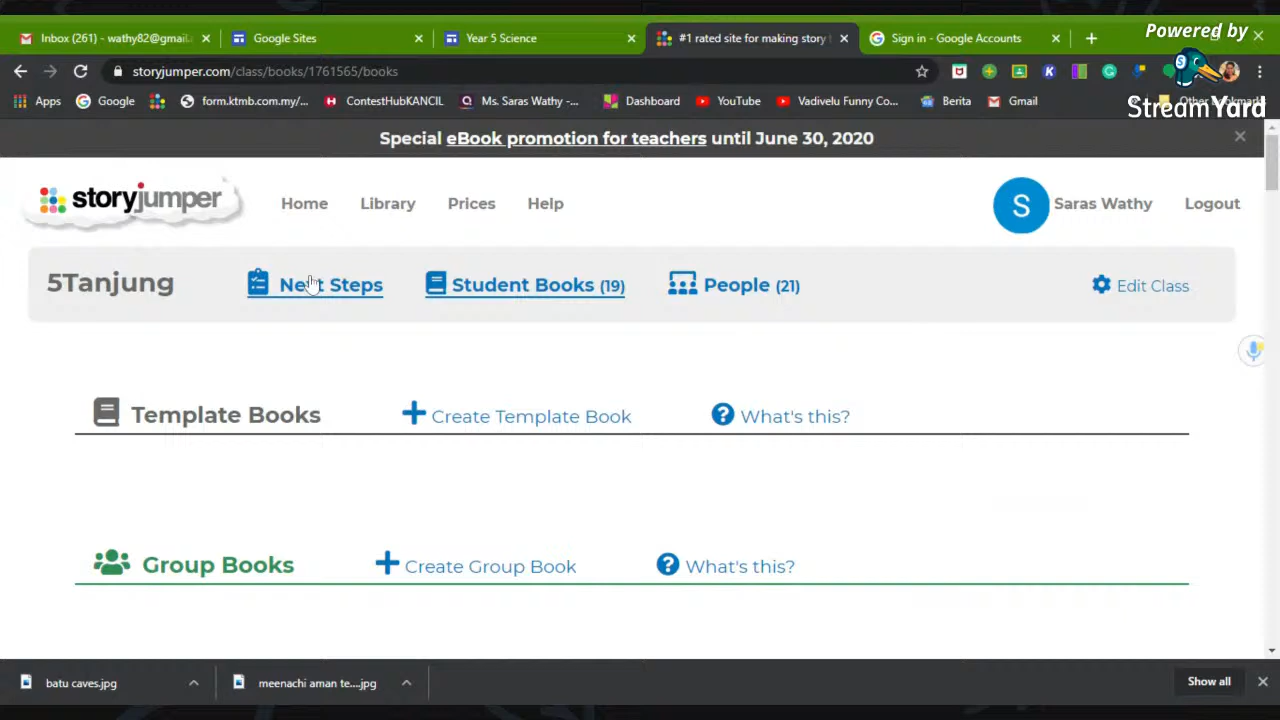 Powered by
StreamYard
Inbox (261) - wathy82@gmail.
Google Sites
Year 5 Science
#1 rated site for making story
Sign in - Google Accounts
storyjumper.com/class/books/1761565/books
Apps
Google
form.ktmb.com.my/...
ContestHubKANCIL
Ms. Saras Wathy -...
Dashboard
YouTube
Vadivelu Funny Co...
Berita
Gmail
Special eBook promotion for teachers until June 30, 2020
storyjumper
Home
Library
Prices
Help
S
Saras Wathy
Logout
5Tanjung
Next Steps
Student Books (19)
People (21)
Edit Class
Template Books
Create Template Book
What's this?
Group Books
Create Group Book
What's this?
batu caves.jpg
meenachi aman te....jpg
Show all